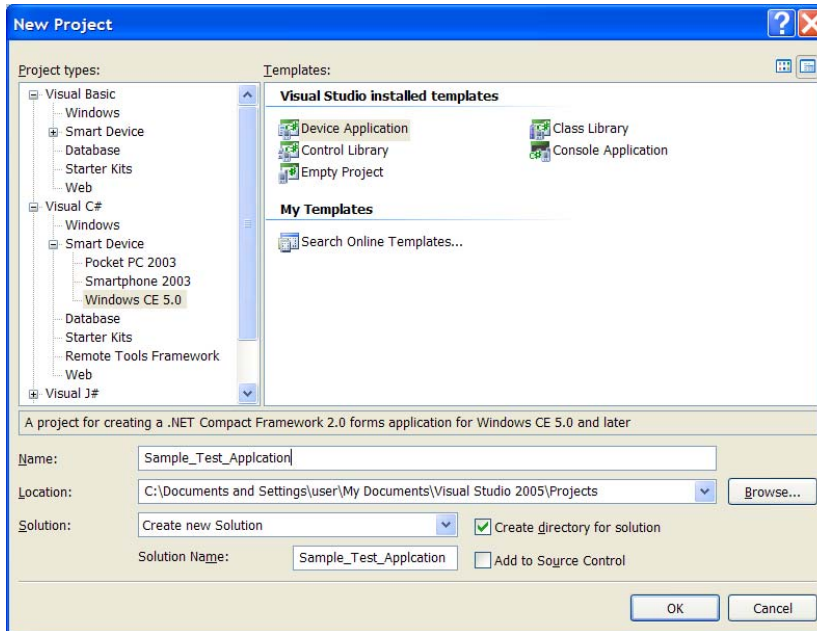 New Project
Project types:
Templates:
Visual Basic
Windows
Smart Device
Database
Starter Kits
Web
Visual C#
Windows
Smart Device
Pocket PC 2003
Smartphone 2003
Windows CE 5.0
Database
Starter Kits
Remote Tools Framework
Web
Visual J#
Visual Studio installed templates
Device Application
Class Library
Control Library
Console Application
Empty Project
My Templates
Search Online Templates...
A project for creating a .NET Compact Framework 2.0 forms application for Windows CE 5.0 and later
Name:
Sample_Test_Applcation
Location:
C:\Documents and Settings\user\My Documents\Visual Studio 2005\Projects
Browse...
Solution:
Create new Solution
Create directory for solution
Solution Name:
Sample_Test_Applcation
Add to Source Control
OK
Cancel